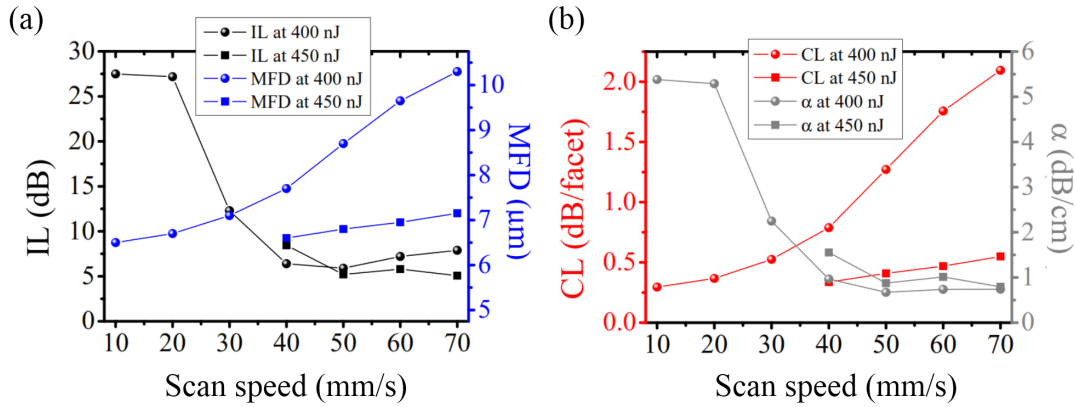 (a)
IL at 400 nJ
IL at 450 nJ
MFD at 400 nJ
MFD at 450 nJ
30
25
20
15
10
5
0
IL (dB)
10
9
8
7
6
5
MFD (μm)
10 20 30 40 50 60 70
Scan speed (mm/s)
(b)
CL at 400 nJ
CL at 450 nJ
α at 400 nJ
α at 450 nJ
2.0
1.5
1.0
0.5
0.0
CL (dB/facet)
6
5
4
3
2
1
0
α (dB/cm)
10 20 30 40 50 60 70
Scan speed (mm/s)